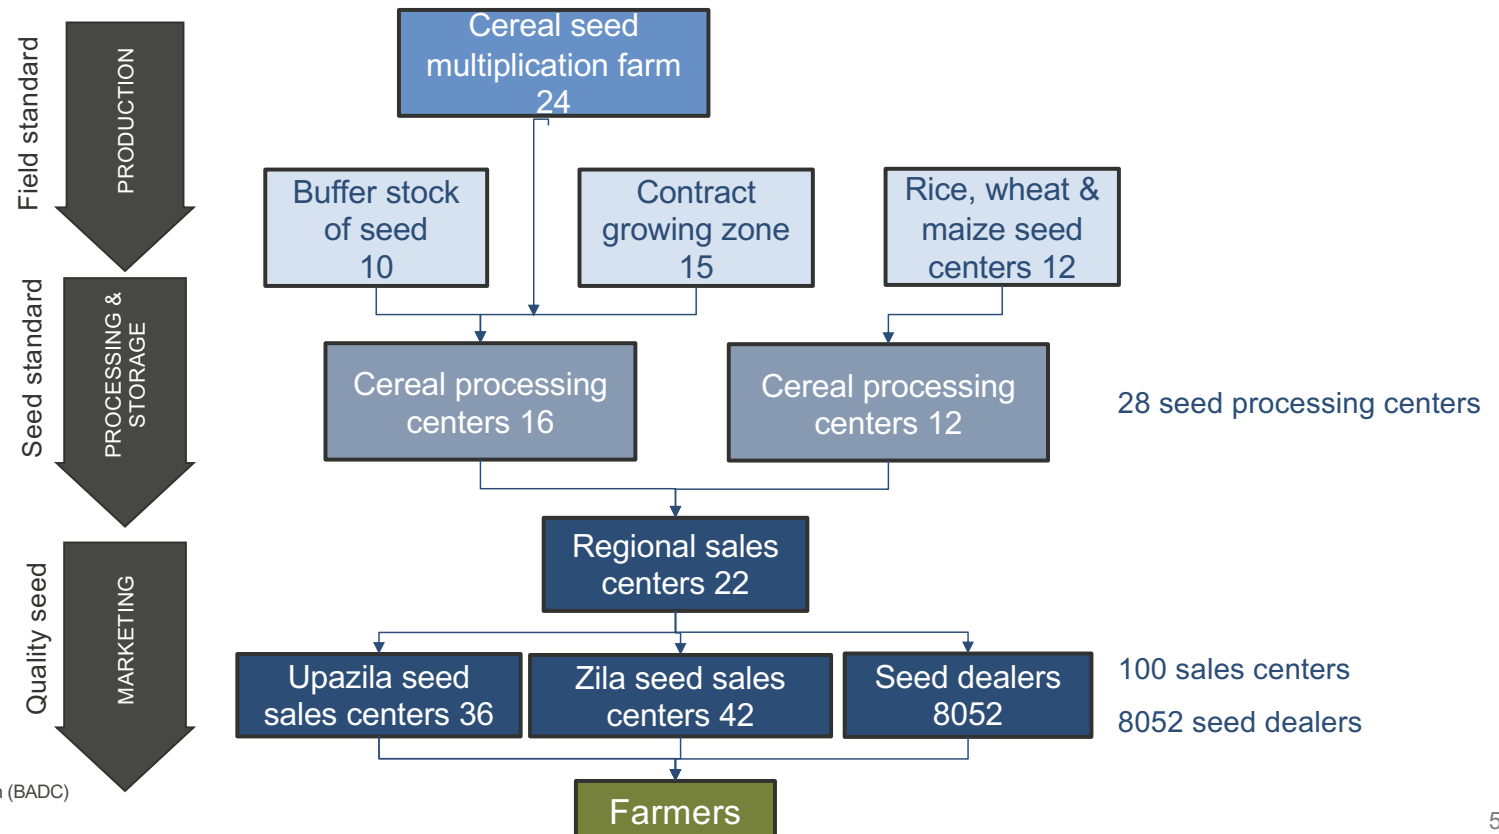 Cereal seed
multiplication farm
24
Field standard
PRODUCTION
Buffer stock
of seed
10
Contract
growing zone
15
Rice, wheat &
maize seed
centers 12
Seed standard
PROCESSING &
STORAGE
Cereal processing
centers 16
Cereal processing
centers 12
28 seed processing centers
Regional sales
centers 22
Quality seed
MARKETING
Upazila seed
sales centers 36
Zila seed sales
centers 42
Seed dealers
8052
100 sales centers
8052 seed dealers
Farmers
(BADC)
5